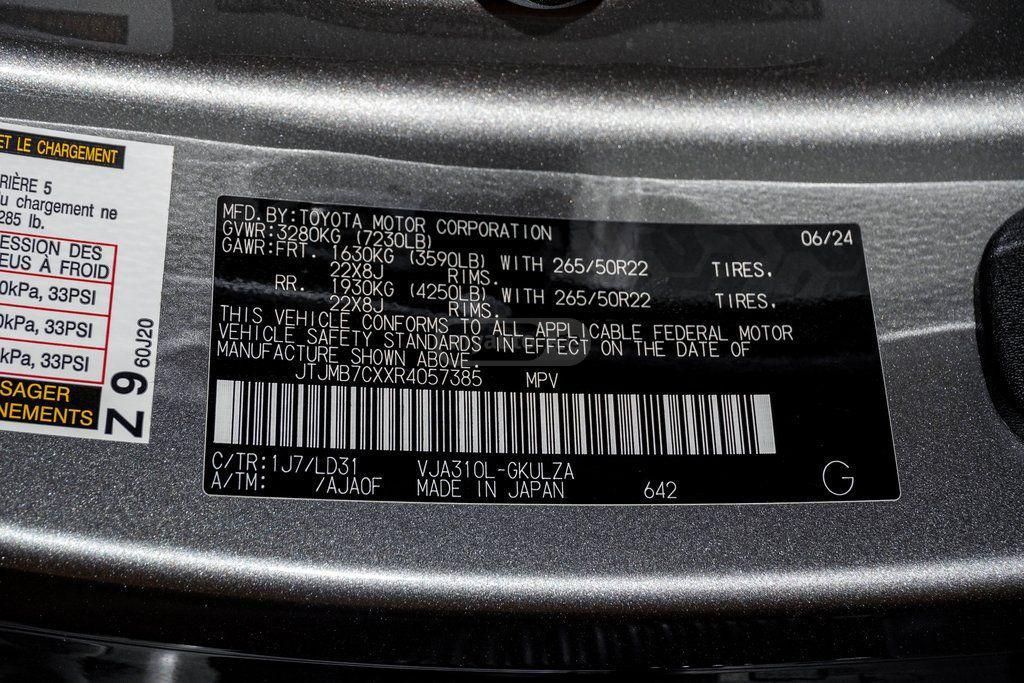 ET LE CHARGEMENT
RIÈRE 5
u chargement ne
285 lb.
ESSION DES
EUS À FROID
0kPa, 33PSI
0kPa, 33PSI
kPa, 33PSI
SAGER
NEMENTS
Z9 60J20
MFD.BY:TOYOTA MOTOR CORPORATION 06/24
GVWR:3280KG (7230LB)
GAWR:FRT. 1630KG (3590LB) WITH 265/50R22 TIRES.
22X8J RIMS.
RR. 1930KG (4250LB) WITH 265/50R22 TIRES.
22X8J RIMS.
THIS VEHICLE CONFORMS TO ALL APPLICABLE FEDERAL MOTOR
VEHICLE SAFETY STANDARDS IN EFFECT ON THE DATE OF
MANUFACTURE SHOWN ABOVE.
JTJMB7CXXR4057385 MPV
C/TR:1J7/LD31 VJA310L-GKULZA
A/TM: /AJA0F MADE IN JAPAN 642 G